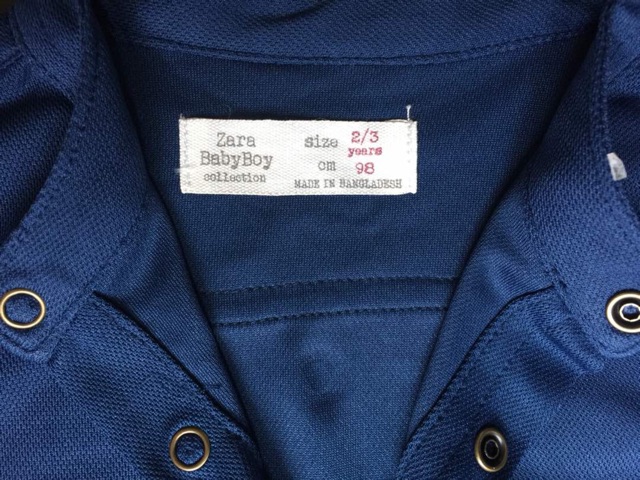 Zara
BabyBoy
collection
size 2/3
years
cm 98
MADE IN BANGLADESH